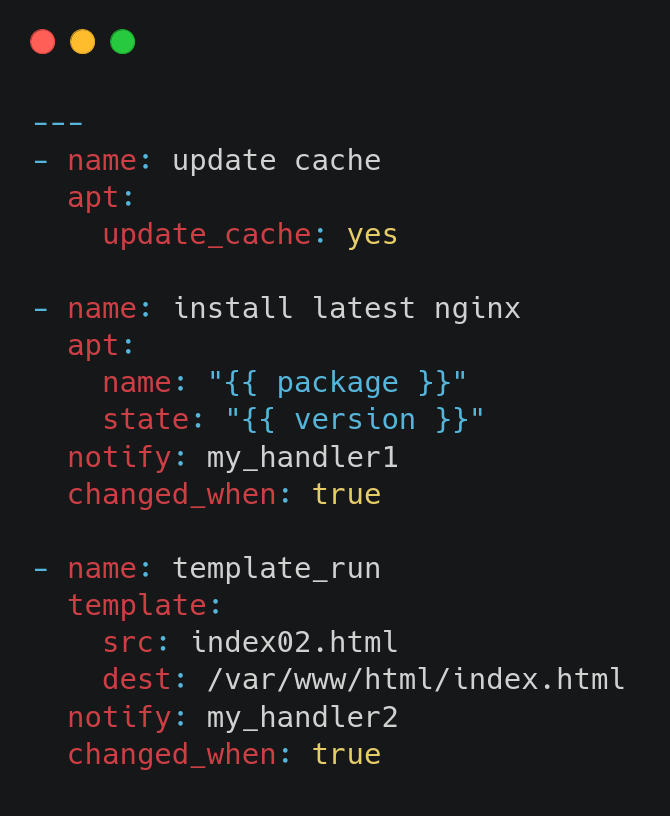 ---
- name: update cache
  apt:
    update_cache: yes

- name: install latest nginx
  apt:
    name: "{{ package }}"
    state: "{{ version }}"
  notify: my_handler1
  changed_when: true

- name: template_run
  template:
    src: index02.html
    dest: /var/www/html/index.html
  notify: my_handler2
  changed_when: true